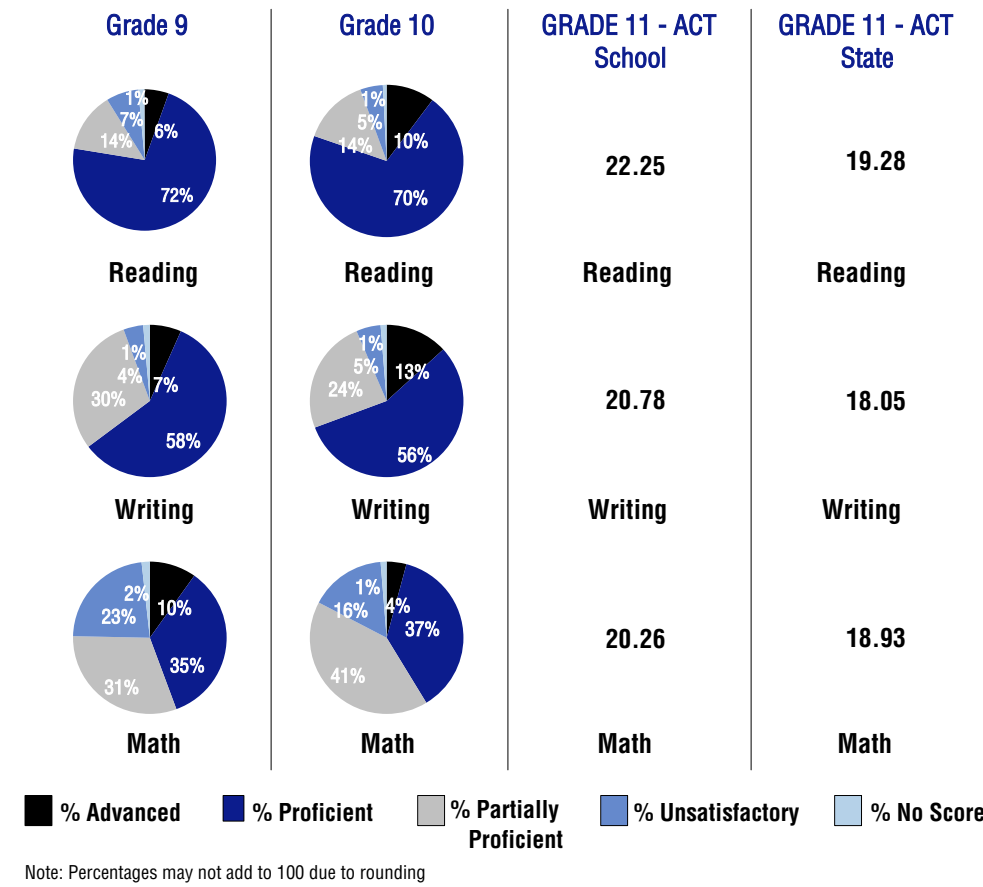 Grade 9
Grade 10
GRADE 11 - ACT
School
GRADE 11 - ACT
State
1%
7%
6%
14%
72%
Reading
1%
5%
10%
14%
70%
Reading
22.25
Reading
19.28
Reading
1%
4%
7%
30%
58%
Writing
1%
5%
13%
24%
56%
Writing
20.78
Writing
18.05
Writing
2%
10%
23%
35%
31%
Math
1%
4%
16%
37%
41%
Math
20.26
Math
18.93
Math
% Advanced
% Proficient
% Partially
Proficient
% Unsatisfactory
% No Score
Note: Percentages may not add to 100 due to rounding